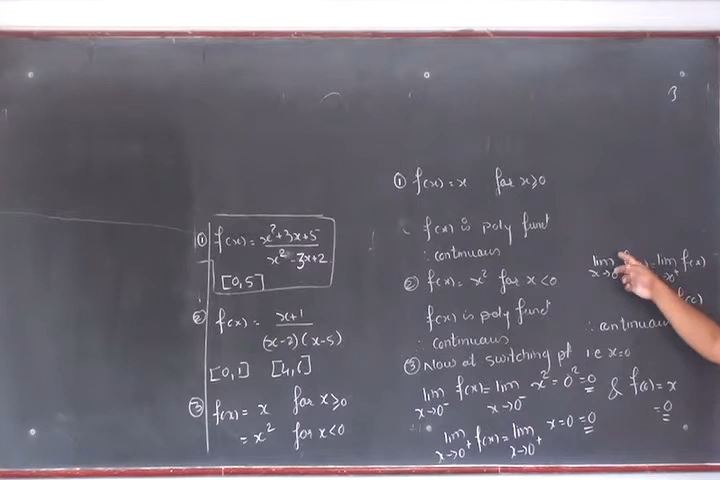 3
① f(x) = (x²+3x+5)/(x²-3x+2)
[0,5]
② f(x) = (x+1)/((x-2)(x-5))
[0,1] [4,6]
③ f(x) = x for x≥0
= x² for x<0
① f(x) = x for x≥0
f(x) is poly funct
∴ continuous
② f(x) = x² for x<0
f(x) is poly funct
∴ continuous
③ Now at switching pt i.e x=0
lim x→0⁻ f(x) = lim x→0⁻ x² = 0² = 0 & f(0) = x
= 0
lim x→0⁺ f(x) = lim x→0⁺ x = 0 = 0
lim = lim f(x)
∴ continuous